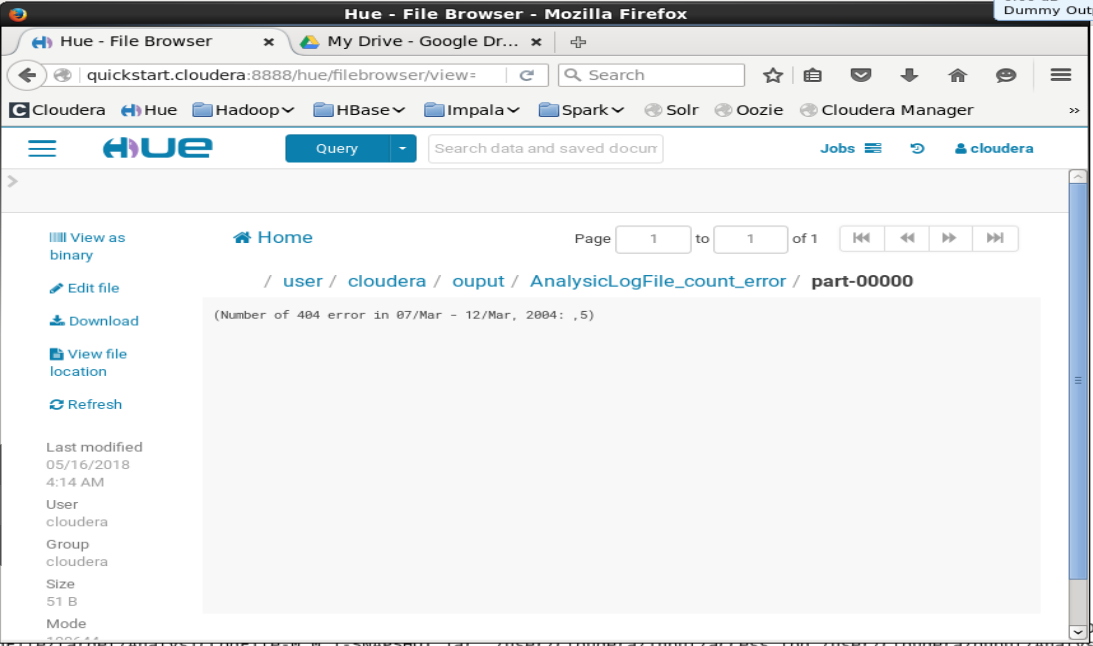 Dummy Out
Hue - File Browser - Mozilla Firefox
Hue - File Browser × My Drive - Google Dr... ×
quickstart.cloudera:8888/hue/filebrowser/view= Search
Cloudera Hue Hadoop HBase Impala Spark Solr Oozie Cloudera Manager »
HUE Query Search data and saved docum Jobs cloudera
View as binary
Home Page 1 to 1 of 1
/ user / cloudera / ouput / AnalysicLogFile_count_error / part-00000
Edit file
Download
View file location
Refresh
(Number of 404 error in 07/Mar - 12/Mar, 2004: ,5)
Last modified
05/16/2018
4:14 AM
User
cloudera
Group
cloudera
Size
51 B
Mode